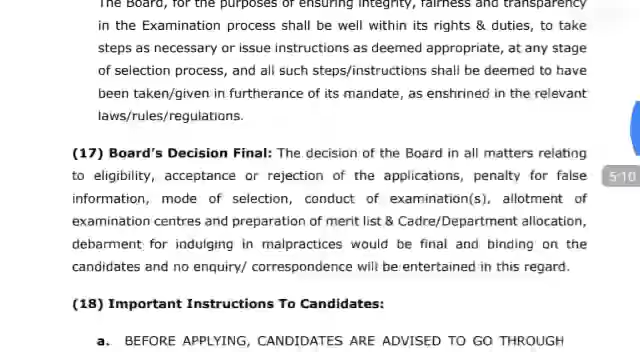 The Board, for the purposes of ensuring integrity, fairness and transparency
in the Examination process shall be well within its rights & duties, to take
steps as necessary or issue instructions as deemed appropriate, at any stage
of selection process, and all such steps/instructions shall be deemed to have
been taken/given in furtherance of its mandate, as enshrined in the relevant
laws/rules/regulations.
(17) Board's Decision Final: The decision of the Board in all matters relating
to eligibility, acceptance or rejection of the applications, penalty for false
information, mode of selection, conduct of examination(s), allotment of
examination centres and preparation of merit list & Cadre/Department allocation,
debarment for indulging in malpractices would be final and binding on the
candidates and no enquiry/ correspondence will be entertained in this regard.
(18) Important Instructions To Candidates:
a. BEFORE APPLYING, CANDIDATES ARE ADVISED TO GO THROUGH
5:10